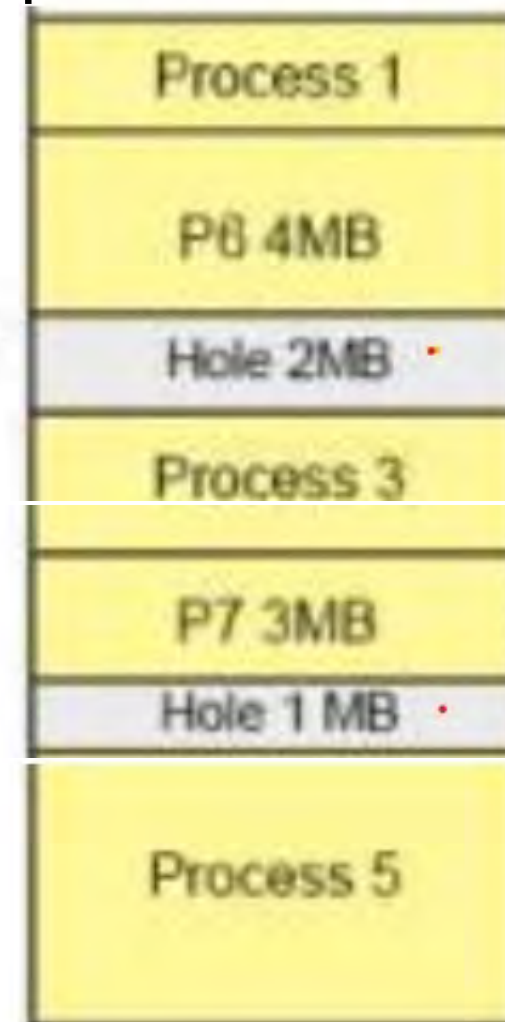 Process 1
P6 4MB
Hole 2MB
Process 3
P7 3MB
Hole 1 MB
Process 5